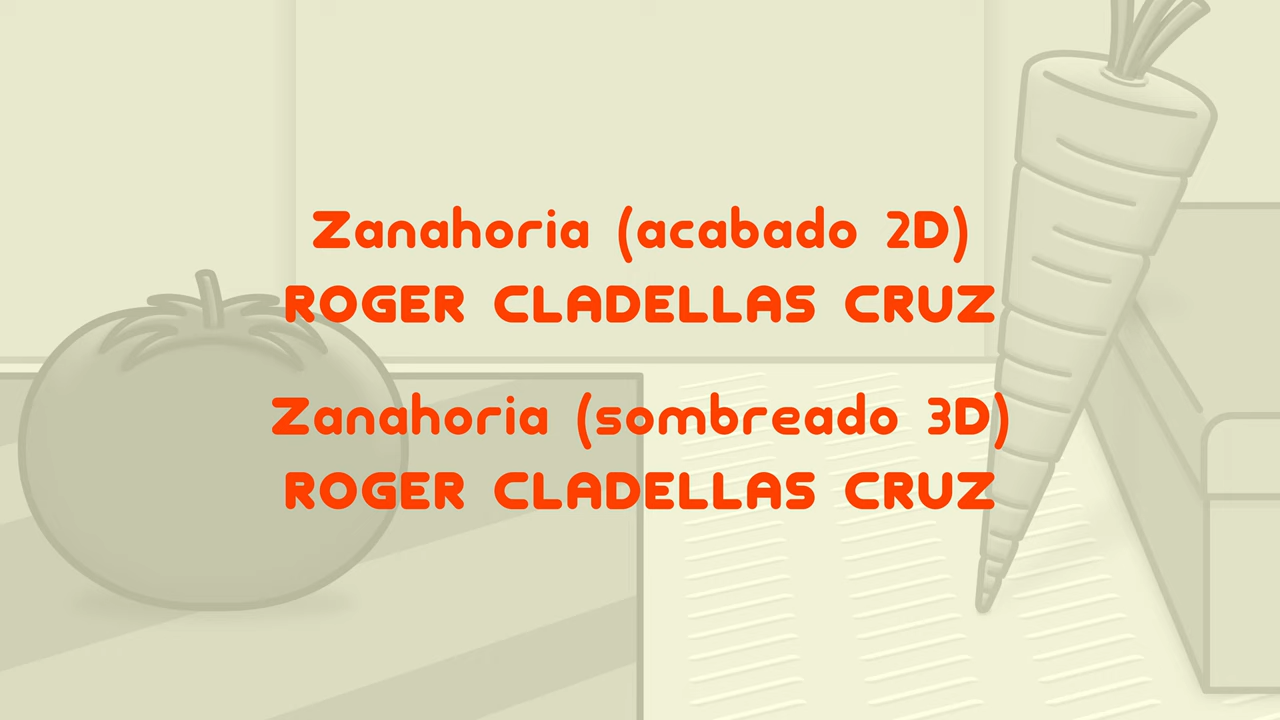 Zanahoria (acabado 2D)
ROGER CLADELLAS CRUZ
Zanahoria (sombreado 3D)
ROGER CLADELLAS CRUZ